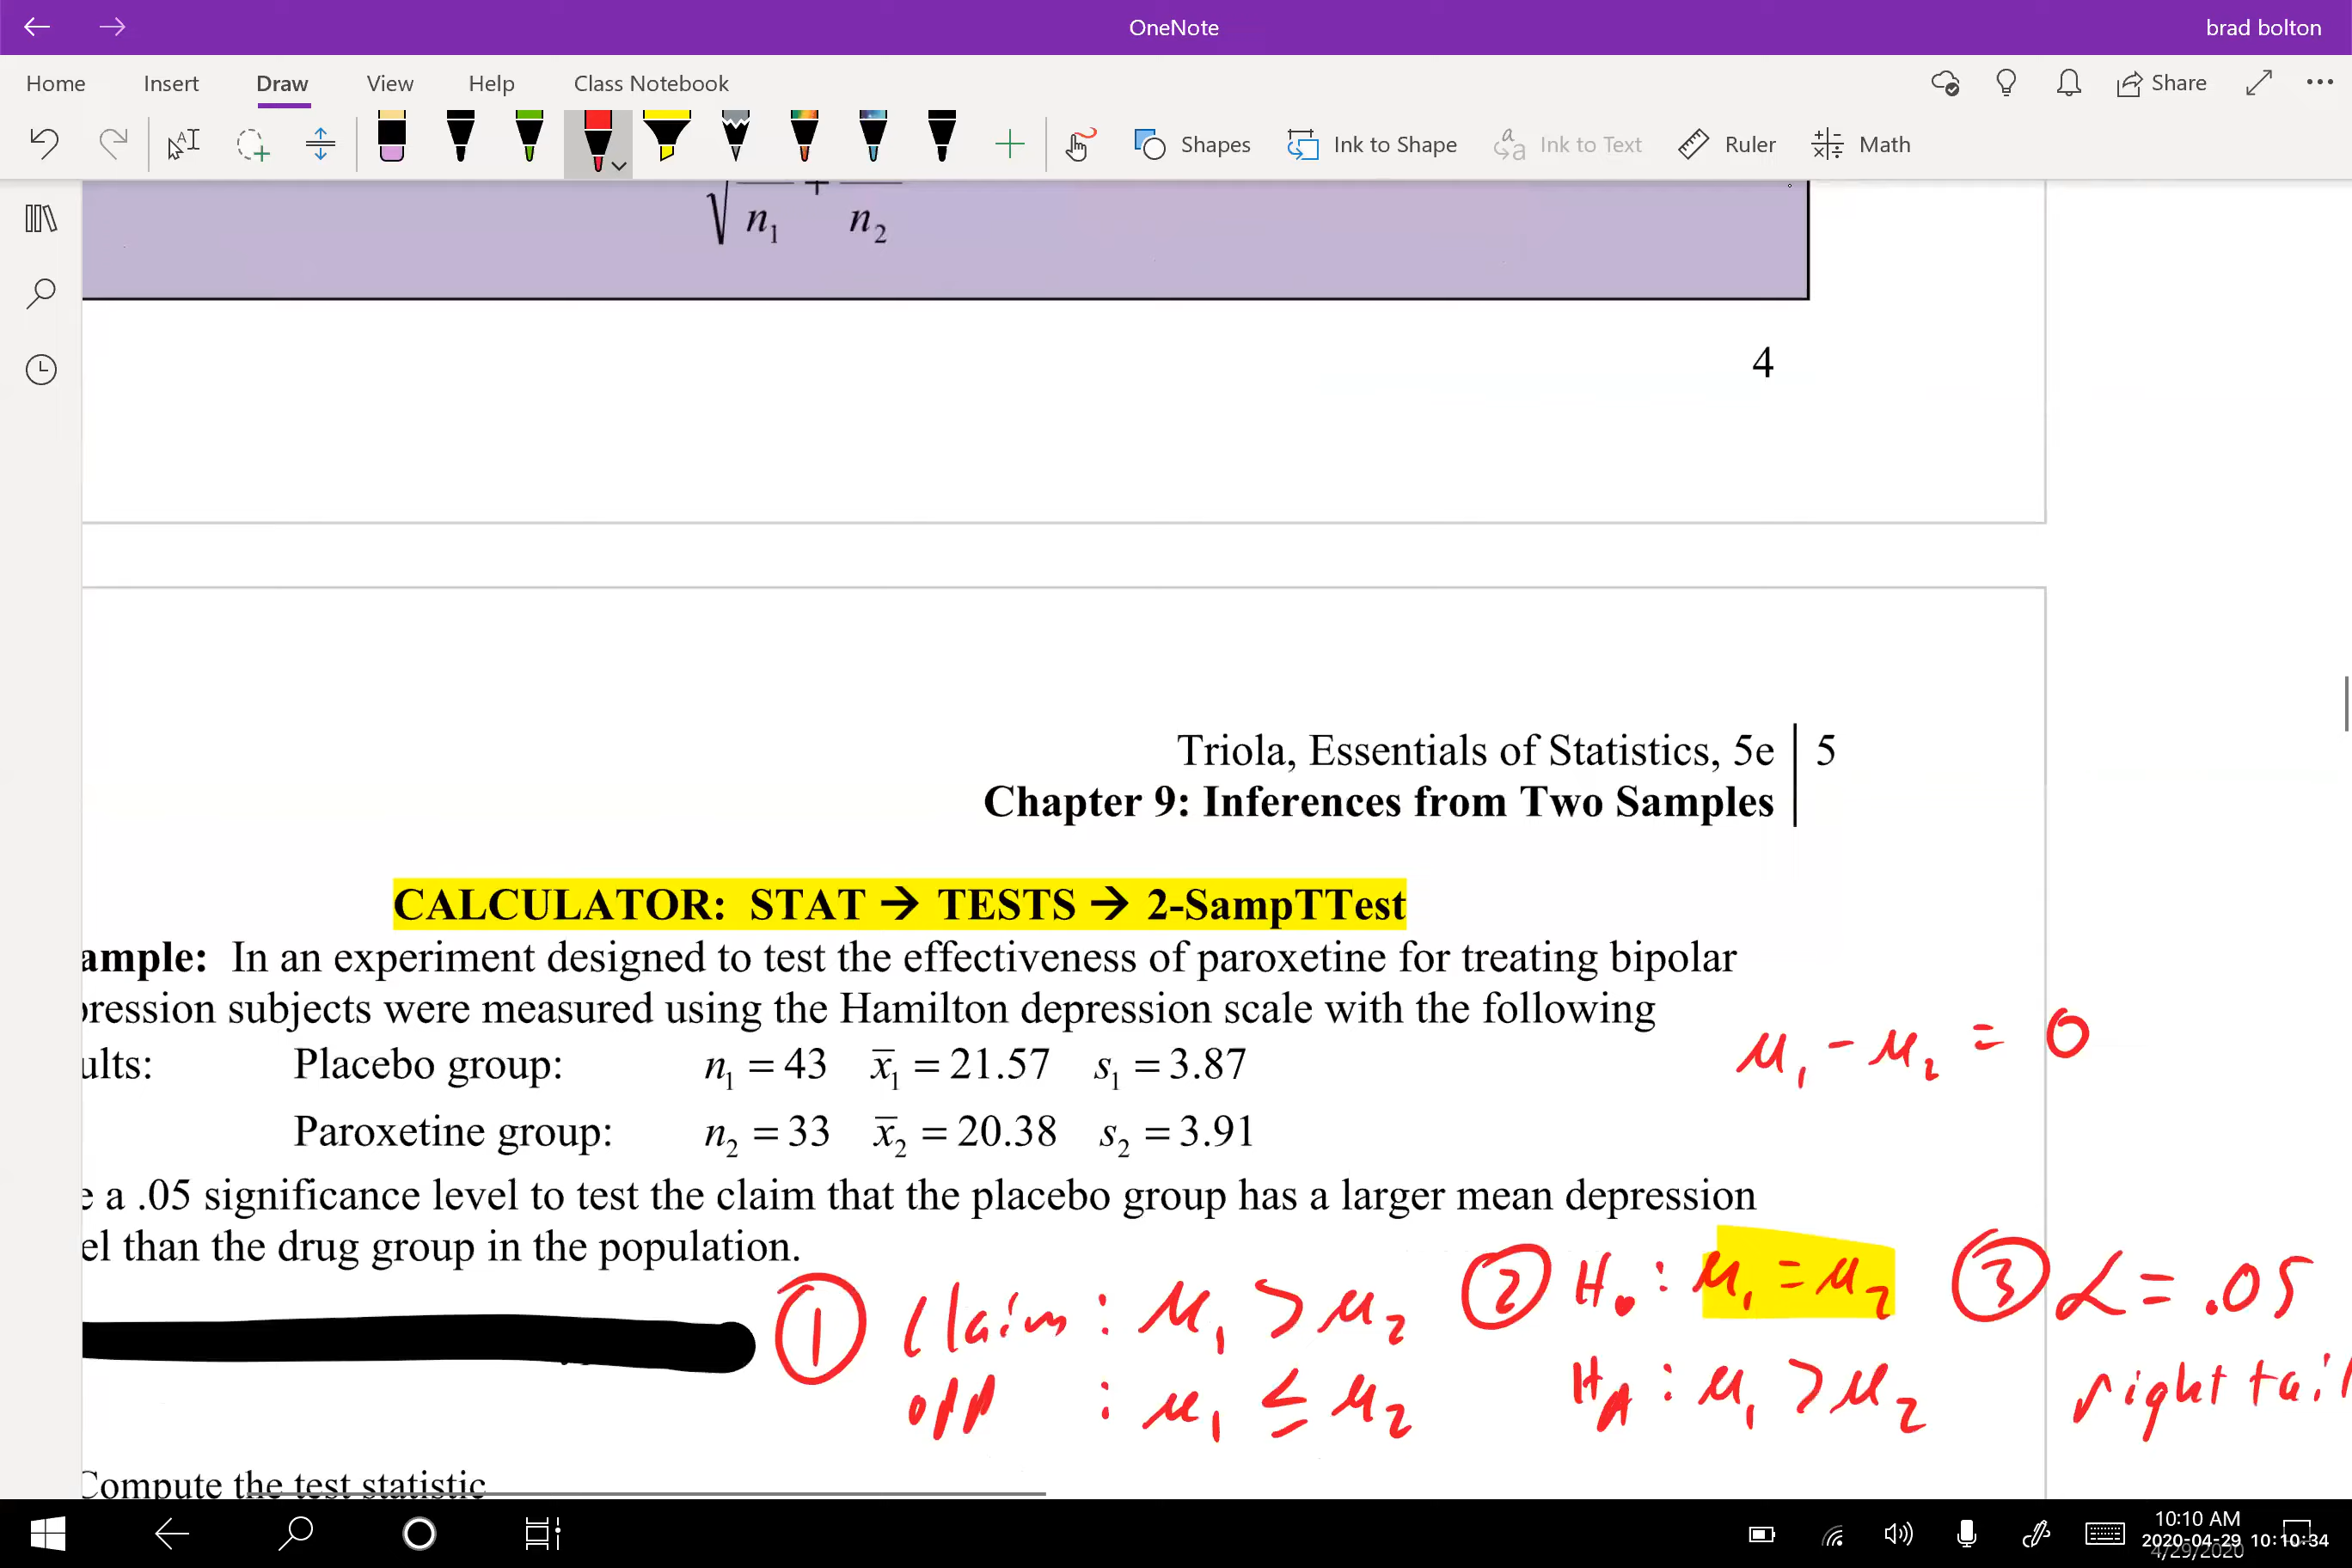 OneNote
brad bolton
Home Insert Draw View Help Class Notebook Share
Shapes Ink to Shape Ink to Text Ruler Math
√ n₁ + n₂
4
Triola, Essentials of Statistics, 5e | 5
Chapter 9: Inferences from Two Samples
CALCULATOR: STAT → TESTS → 2-SampTTest
ample: In an experiment designed to test the effectiveness of paroxetine for treating bipolar
pression subjects were measured using the Hamilton depression scale with the following
μ₁ - μ₂ = 0
ults: Placebo group: n₁ = 43 x̄₁ = 21.57 s₁ = 3.87
Paroxetine group: n₂ = 33 x̄₂ = 20.38 s₂ = 3.91
e a .05 significance level to test the claim that the placebo group has a larger mean depression
el than the drug group in the population.
① Claim : μ₁ > μ₂ ② H₀ : μ₁ = μ₂ ③ α = .05
opp : μ₁ ≤ μ₂ H_A : μ₁ > μ₂ right tail
Compute the test statistic
10:10 AM
2020-04-29 10:10:34
4/29/2020